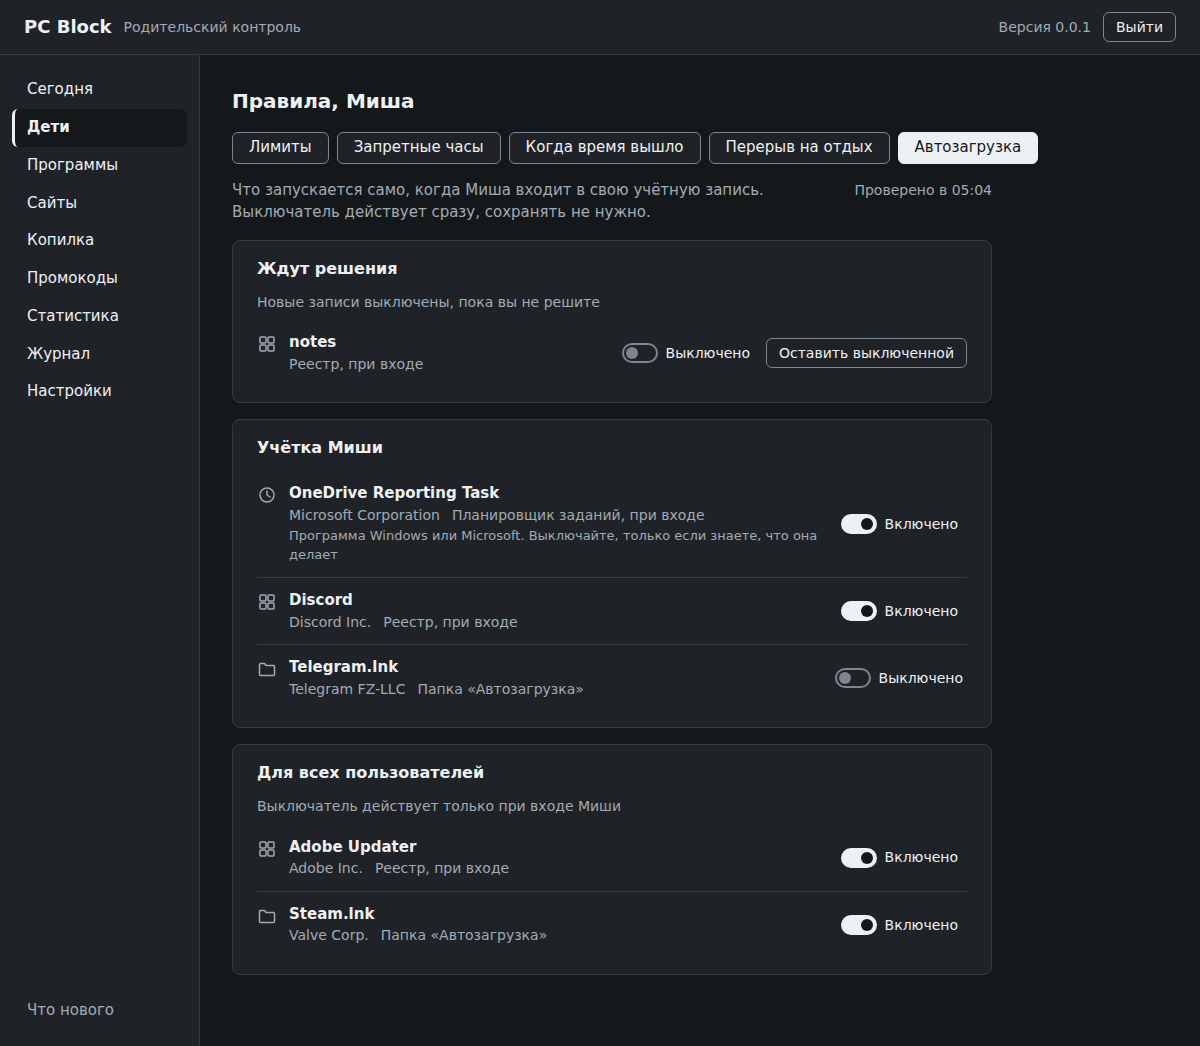 PC Block Родительский контроль Версия 0.0.1 Выйти
Сегодня
Дети
Программы
Сайты
Копилка
Промокоды
Статистика
Журнал
Настройки
Что нового
Правила, Миша
Лимиты Запретные часы Когда время вышло Перерыв на отдых Автозагрузка
Что запускается само, когда Миша входит в свою учётную запись. Проверено в 05:04
Выключатель действует сразу, сохранять не нужно.
Ждут решения
Новые записи выключены, пока вы не решите
notes
Реестр, при входе
Выключено Оставить выключенной
Учётка Миши
OneDrive Reporting Task
Microsoft Corporation Планировщик заданий, при входе
Программа Windows или Microsoft. Выключайте, только если знаете, что она
делает
Включено
Discord
Discord Inc. Реестр, при входе
Включено
Telegram.lnk
Telegram FZ-LLC Папка «Автозагрузка»
Выключено
Для всех пользователей
Выключатель действует только при входе Миши
Adobe Updater
Adobe Inc. Реестр, при входе
Включено
Steam.lnk
Valve Corp. Папка «Автозагрузка»
Включено